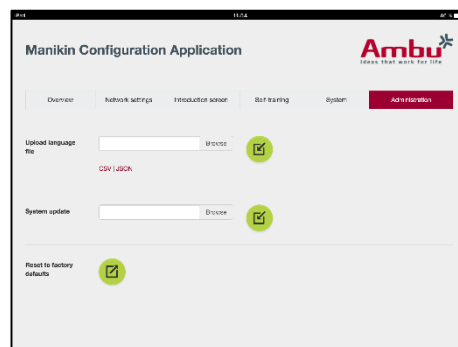 iPad 11:04
Manikin Configuration Application
Ambu
Ideas that work for life
Overview Network settings Introduction screen Self-training System Administration
Upload language
file
Browse
CSV | JSON
System update
Browse
Reset to factory
defaults